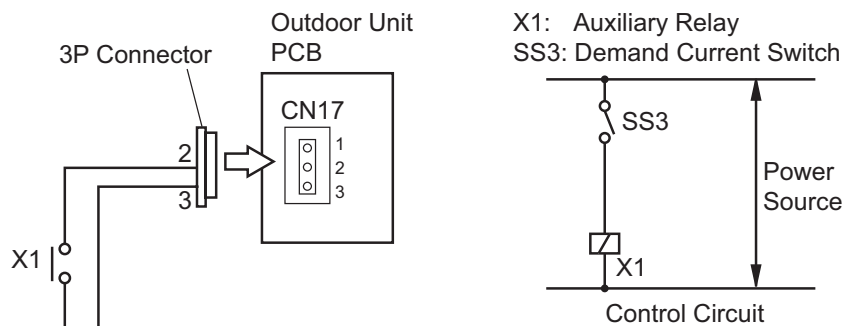 Outdoor Unit
PCB
3P Connector
CN17
1
2
3
2
3
X1
X1: Auxiliary Relay
SS3: Demand Current Switch
SS3
Power
Source
X1
Control Circuit